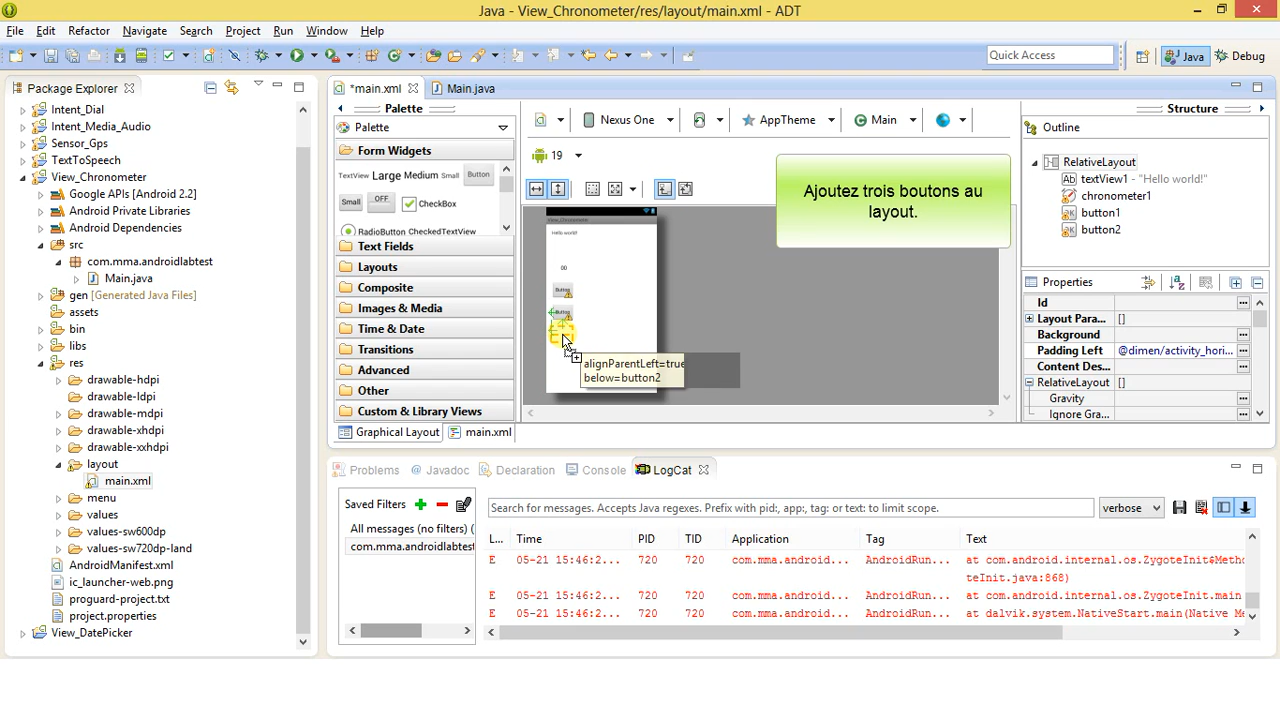 Java - View_Chronometer/res/layout/main.xml - ADT
File Edit Refactor Navigate Search Project Run Window Help
Quick Access
Java
Debug
Package Explorer
Intent_Dial
Intent_Media_Audio
Sensor_Gps
TextToSpeech
View_Chronometer
Google APIs [Android 2.2]
Android Private Libraries
Android Dependencies
src
com.mma.androidlabtest
Main.java
gen [Generated Java Files]
assets
bin
libs
res
drawable-hdpi
drawable-ldpi
drawable-mdpi
drawable-xhdpi
drawable-xxhdpi
layout
main.xml
menu
values
values-sw600dp
values-sw720dp-land
AndroidManifest.xml
ic_launcher-web.png
proguard-project.txt
project.properties
View_DatePicker
*main.xml
Main.java
Palette
Palette
Form Widgets
TextView Large Medium Small Button
Small OFF CheckBox
RadioButton CheckedTextView
Text Fields
Layouts
Composite
Images & Media
Time & Date
Transitions
Advanced
Other
Custom & Library Views
Graphical Layout
main.xml
Nexus One
AppTheme
Main
19
View_Chronometer
Hello world!
00
Button
Button
alignParentLeft=true
below=button2
Ajoutez trois boutons au
layout.
Structure
Outline
RelativeLayout
Ab textView1 - "Hello world!"
chronometer1
OK button1
OK button2
Properties
Id
Layout Para... []
Background
Padding Left @dimen/activity_hori...
Content Des...
RelativeLayout []
Gravity
Ignore Gra...
Problems
@ Javadoc
Declaration
Console
LogCat
Saved Filters
All messages (no filters) (
com.mma.androidlabtest
Search for messages. Accepts Java regexes. Prefix with pid:, app:, tag: or text: to limit scope.
verbose
L... Time PID TID Application Tag Text
E 05-21 15:46:2... 720 720 com.mma.android... AndroidRun... at com.android.internal.os.ZygoteInit$Metho
teInit.java:868)
E 05-21 15:46:2... 720 720 com.mma.android... AndroidRun... at com.android.internal.os.ZygoteInit.main
E 05-21 15:46:2... 720 720 com.mma.android... AndroidRun... at dalvik.system.NativeStart.main(Native Me